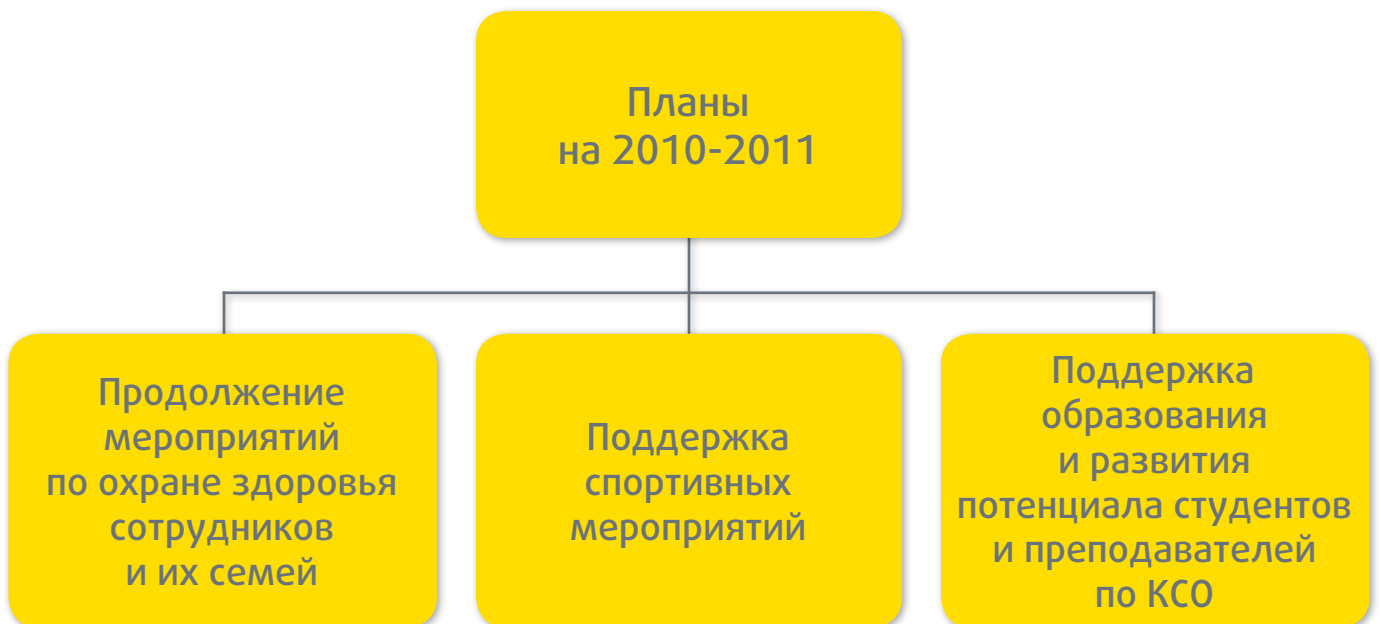 Планы
на 2010-2011
Продолжение
мероприятий
по охране здоровья
сотрудников
и их семей
Поддержка
спортивных
мероприятий
Поддержка
образования
и развития
потенциала студентов
и преподавателей
по КСО